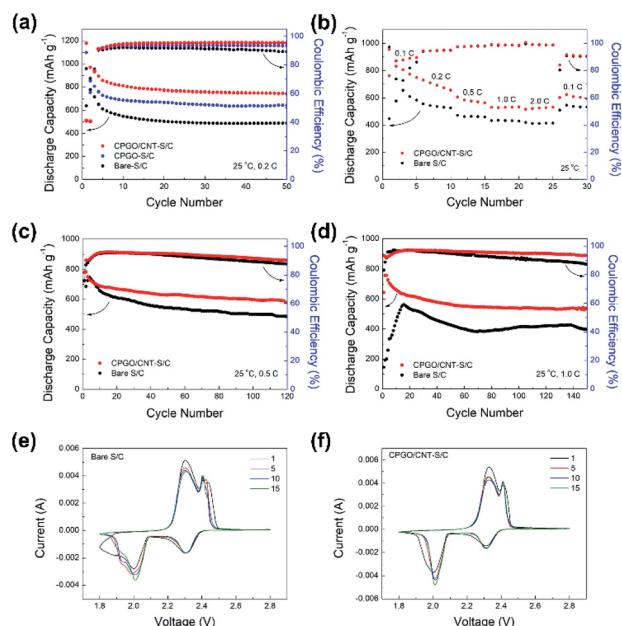 (a)
Discharge Capacity (mAh g⁻¹)
1200
1000
800
600
400
200
0
CPGO/CNT-S/C
CPGO-S/C
Bare-S/C
25 °C, 0.2 C
0 10 20 30 40 50
Cycle Number
100
80
60
40
20
0
Coulombic Efficiency (%)
(b)
Discharge Capacity (mAh g⁻¹)
1200
1000
800
600
400
200
0
0.1 C
0.2 C
0.5 C
1.0 C
2.0 C
0.1 C
CPGO/CNT-S/C
Bare S/C
25 °C
0 5 10 15 20 25 30
Cycle Number
100
80
60
40
20
0
Coulombic Efficiency (%)
(c)
Discharge Capacity (mAh g⁻¹)
1000
800
600
400
200
0
CPGO/CNT-S/C
Bare S/C
25 °C, 0.5 C
0 20 40 60 80 100 120
Cycle Number
100
80
60
40
20
0
Coulombic Efficiency (%)
(d)
Discharge Capacity (mAh g⁻¹)
1000
800
600
400
200
0
CPGO/CNT-S/C
Bare S/C
25 °C, 1.0 C
0 20 40 60 80 100 120 140
Cycle Number
100
80
60
40
20
0
Coulombic Efficiency (%)
(e)
Current (A)
0.006
0.004
0.002
0.000
-0.002
-0.004
Bare S/C
1
5
10
15
1.8 2.0 2.2 2.4 2.6 2.8
Voltage (V)
(f)
Current (A)
0.006
0.004
0.002
0.000
-0.002
-0.004
CPGO/CNT-S/C
1
5
10
15
1.8 2.0 2.2 2.4 2.6 2.8
Voltage (V)